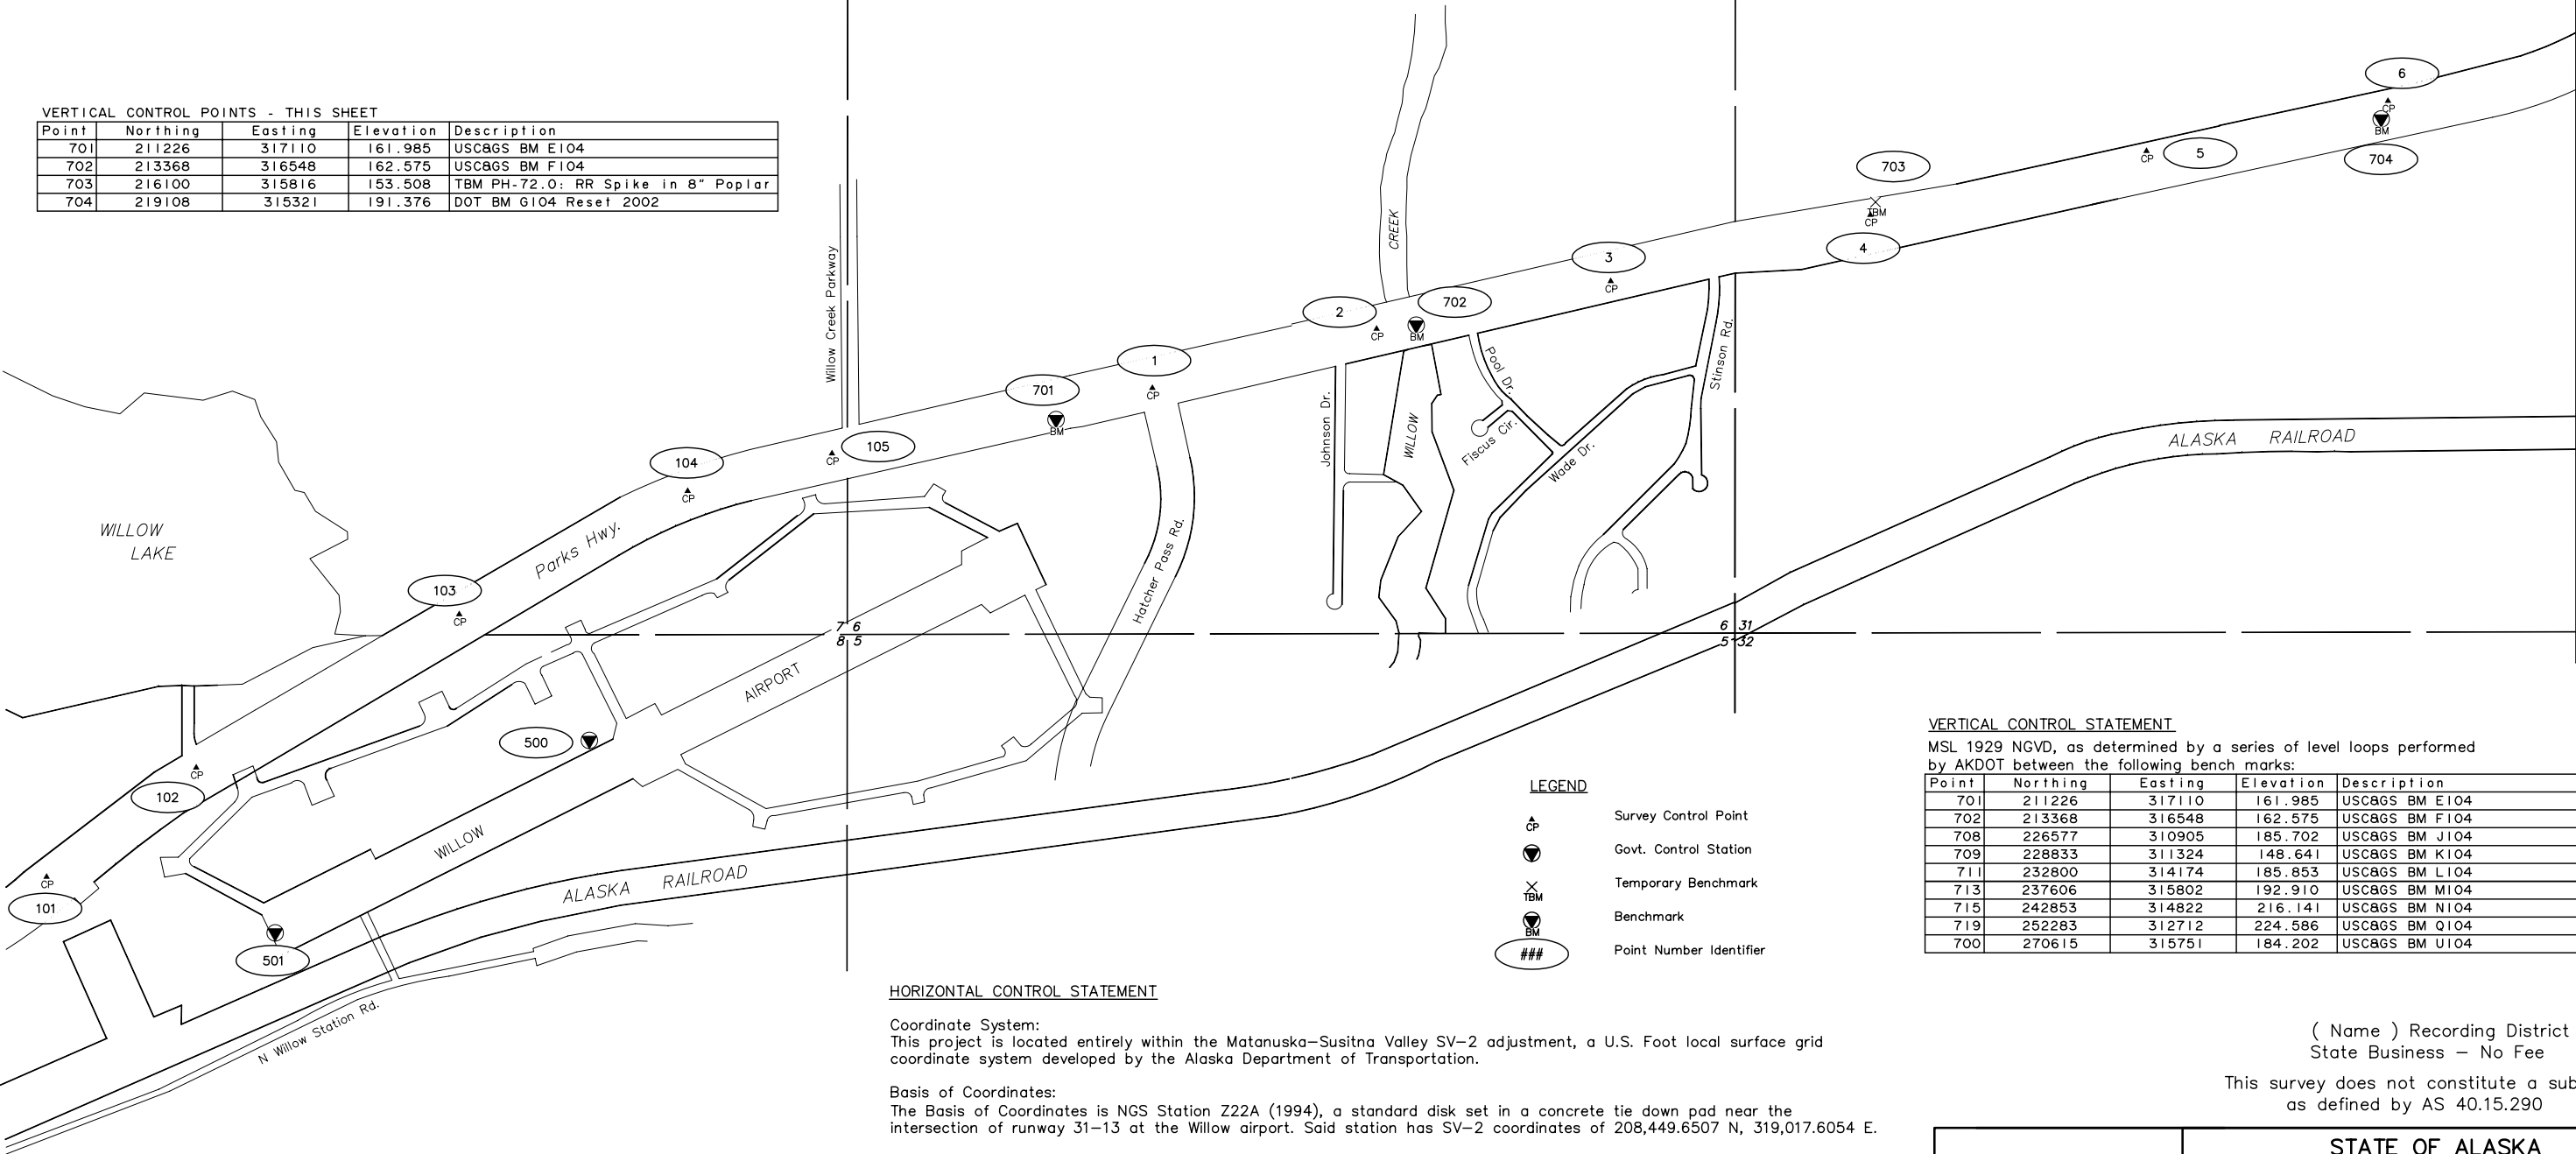 VERTICAL CONTROL POINTS - THIS SHEET
Point Northing Easting Elevation Description
701 211226 317110 161.985 USC&GS BM E104
702 213368 316548 162.575 USC&GS BM F104
703 216100 315816 153.508 TBM PH-72.0: RR Spike in 8" Poplar
704 219108 315321 191.376 DOT BM G104 Reset 2002
6
CP
BM
704
5
CP
703
TBM
CP
4
CREEK
3
CP
2
CP
702
BM
Willow Creek Parkway
1
CP
701
BM
105
CP
104
CP
Parks Hwy.
103
CP
WILLOW
LAKE
Johnson Dr.
WILLOW
Pool Dr.
Fiscus Cir.
Wade Dr.
Stinson Rd.
ALASKA RAILROAD
Hatcher Pass Rd.
7 6
8 5
6 31
5 32
AIRPORT
500
102
CP
101
CP
WILLOW
501
ALASKA RAILROAD
N Willow Station Rd.
LEGEND
CP Survey Control Point
Govt. Control Station
TBM Temporary Benchmark
BM Benchmark
### Point Number Identifier
VERTICAL CONTROL STATEMENT
MSL 1929 NGVD, as determined by a series of level loops performed
by AKDOT between the following bench marks:
Point Northing Easting Elevation Description
701 211226 317110 161.985 USC&GS BM E104
702 213368 316548 162.575 USC&GS BM F104
708 226577 310905 185.702 USC&GS BM J104
709 228833 311324 148.641 USC&GS BM K104
711 232800 314174 185.853 USC&GS BM L104
713 237606 315802 192.910 USC&GS BM M104
715 242853 314822 216.141 USC&GS BM N104
719 252283 312712 224.586 USC&GS BM Q104
700 270615 315751 184.202 USC&GS BM U104
HORIZONTAL CONTROL STATEMENT
Coordinate System:
This project is located entirely within the Matanuska-Susitna Valley SV-2 adjustment, a U.S. Foot local surface grid
coordinate system developed by the Alaska Department of Transportation.
Basis of Coordinates:
The Basis of Coordinates is NGS Station Z22A (1994), a standard disk set in a concrete tie down pad near the
intersection of runway 31-13 at the Willow airport. Said station has SV-2 coordinates of 208,449.6507 N, 319,017.6054 E.
( Name ) Recording District
State Business - No Fee
This survey does not constitute a sub
as defined by AS 40.15.290
STATE OF ALASKA